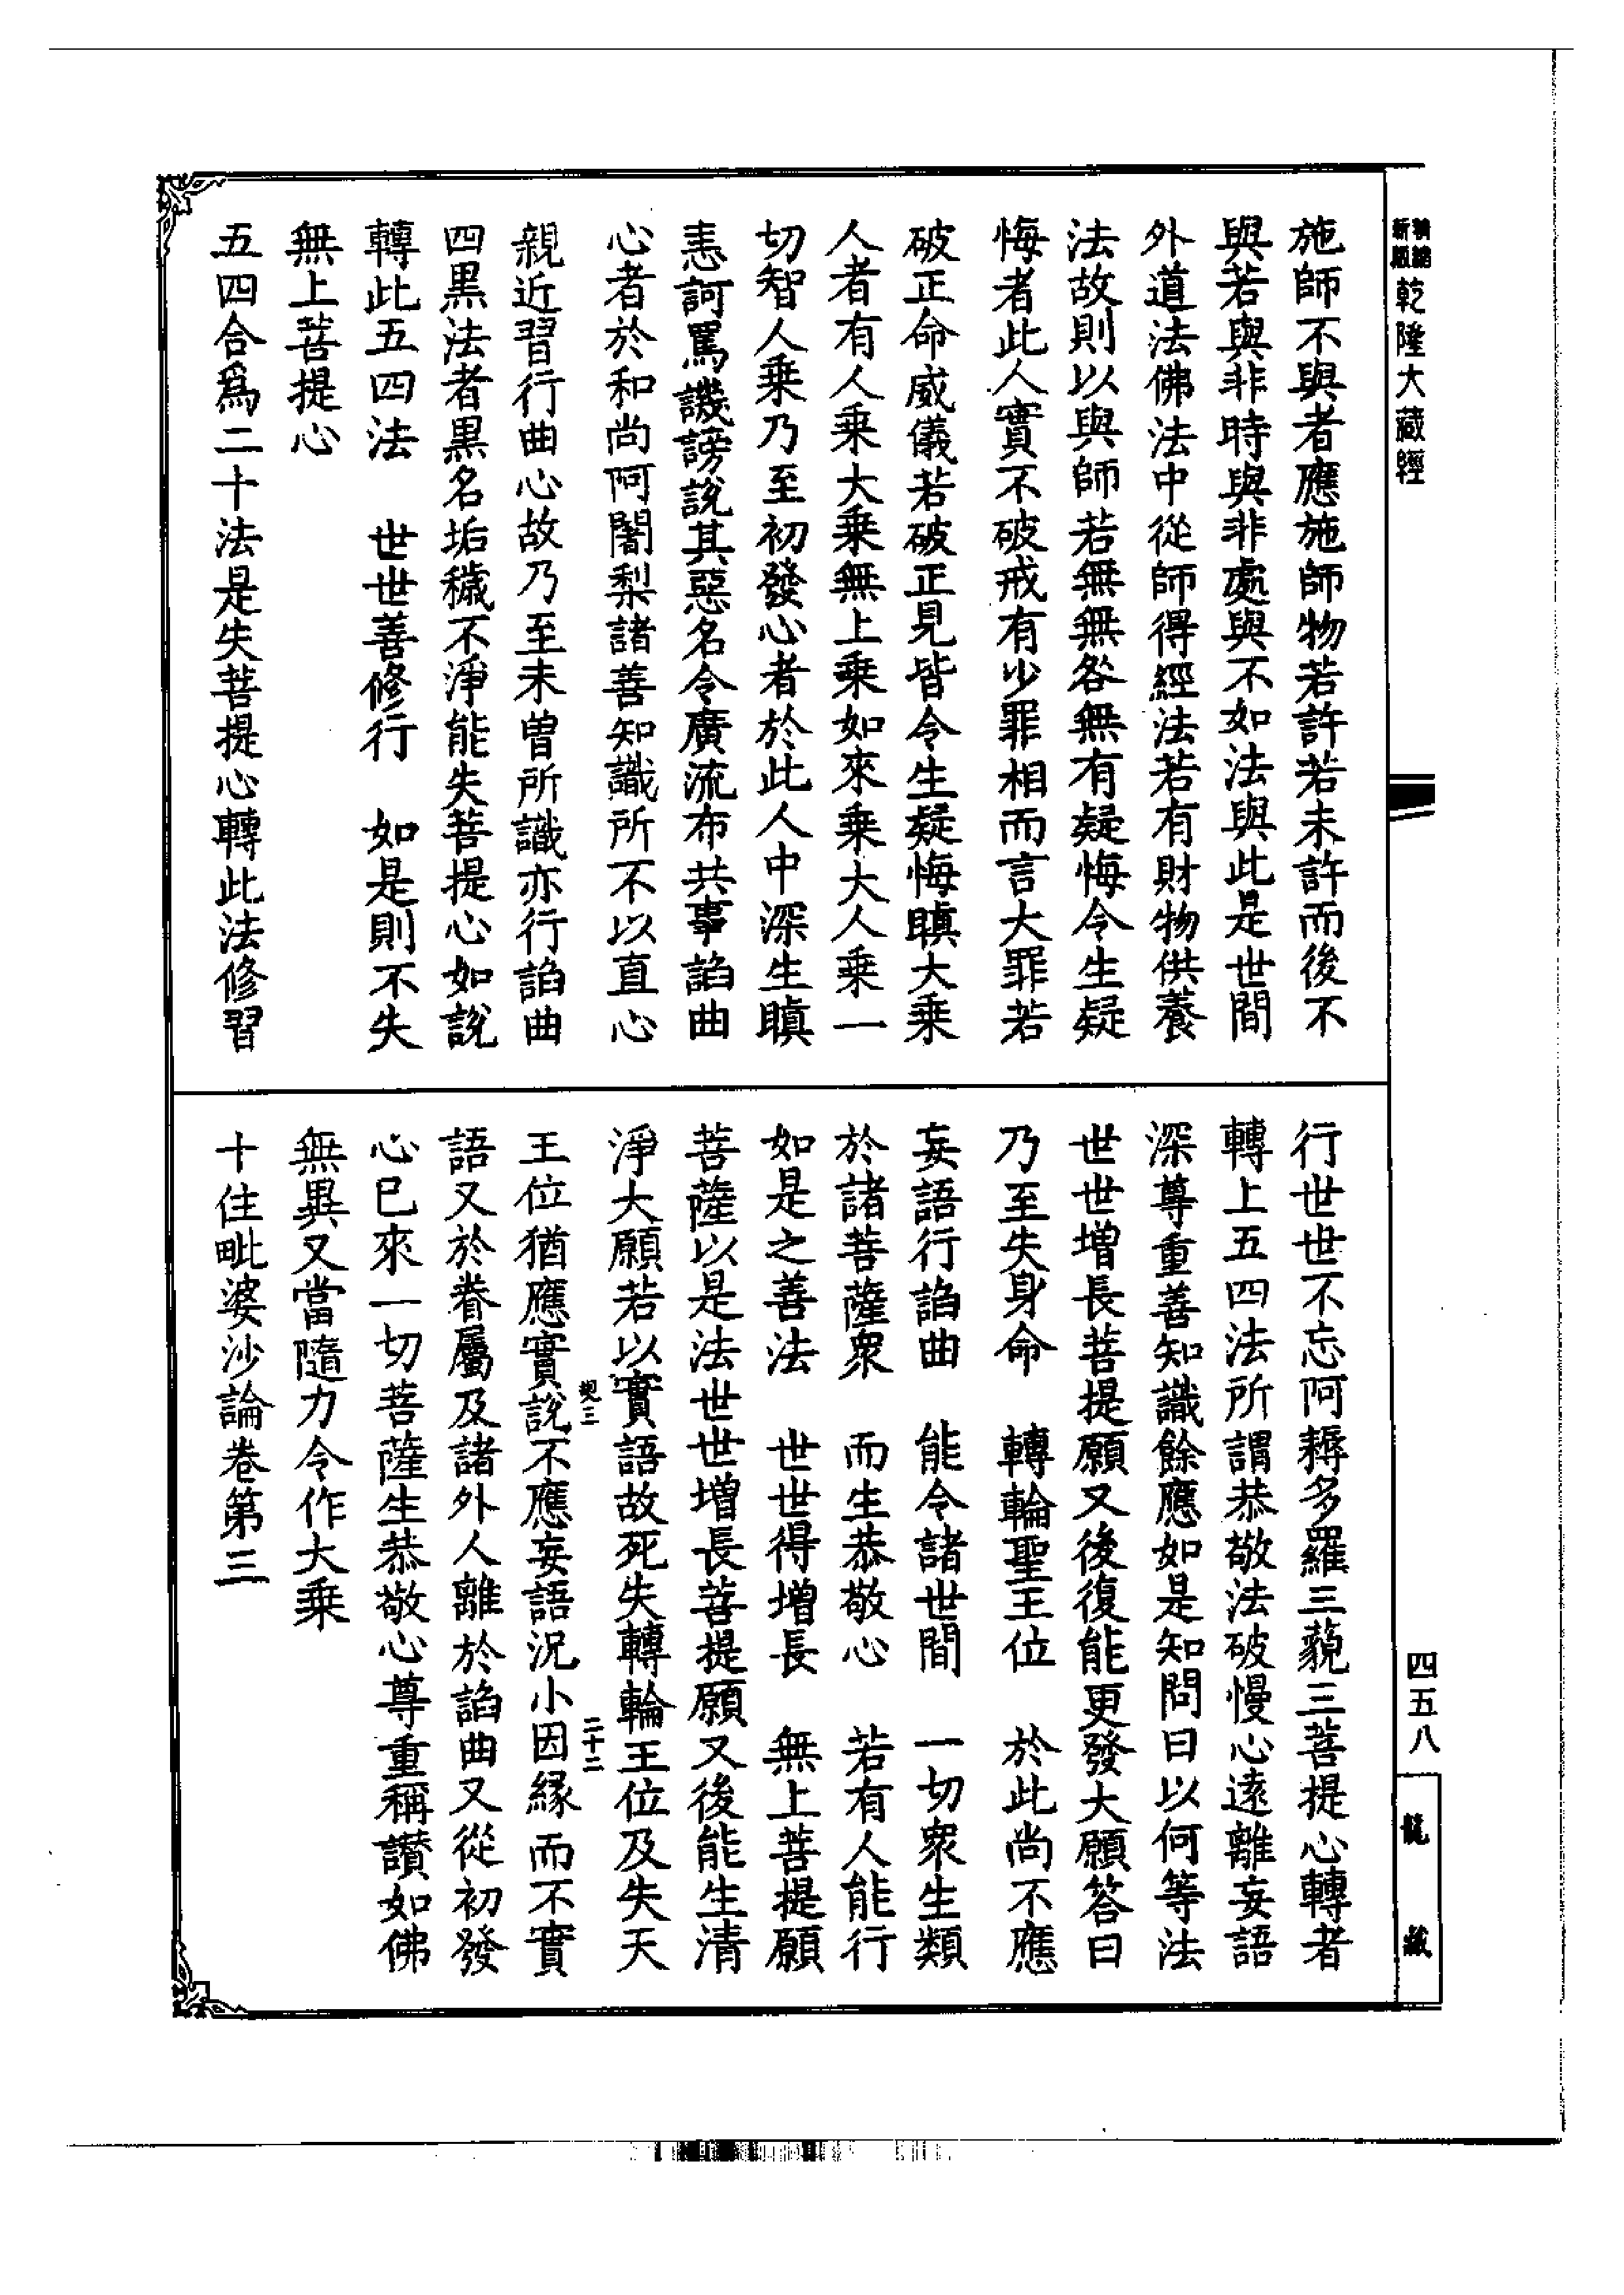 乾隆大藏經
施師不與者應施師物若許若未許而後不
與若與非時與非處與不如法與此是世間
外道法佛法中從師得經法若有財物供養
法故則以與師若無無咎無有疑悔令生疑
悔者此人實不破戒有少罪相而言大罪若
破正命威儀若破正見皆令生疑悔瞋大乘
人者有人乘大乘無上乘如來乘大人乘一
切智人乘乃至初發心者於此人中深生瞋
恚訶罵譏謗說其惡名令廣流布共事諂曲
心者於和尚阿闍梨諸善知識所不以直心
親近習行曲心故乃至未曾所識亦行諂曲
四黑法者黑名垢穢不淨能失菩提心如說
轉此五四法　世世善修行　如是則不失
無上菩提心
五四合爲二十法是失菩提心轉此法修習
行世世不忘阿耨多羅三藐三菩提心轉者
轉上五四法所謂恭敬法破慢心遠離妄語
深尊重善知識餘應如是知問曰以何等法
世世增長菩提願又後復能更發大願答曰
乃至失身命　轉輪聖王位　於此尚不應
妄語行諂曲　能令諸世間　一切衆生類
於諸菩薩衆　而生恭敬心　若有人能行
如是之善法　世世得增長　無上菩提願
菩薩以是法世世增長菩提願又後能生清
淨大願若以實語故死失轉輪王位及失天
王位猶應實說不應妄語況小因緣而不實
語又於眷屬及諸外人離於諂曲又從初發
心已來一切菩薩生恭敬心尊重稱讚如佛
無異又當隨力令作大乘
十住毗婆沙論卷第三
二十二
四五八